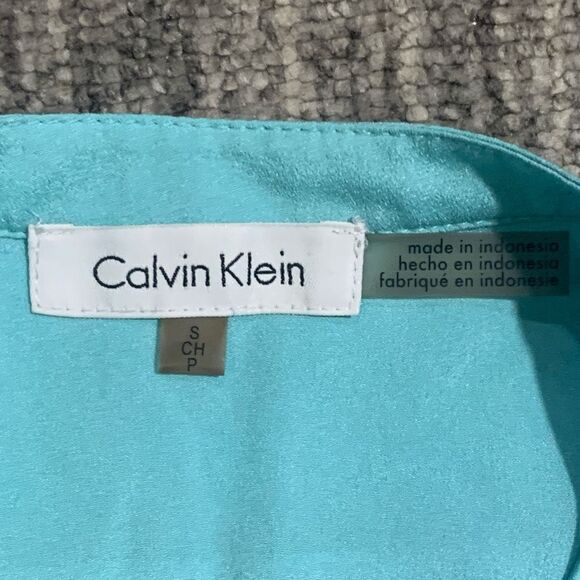 Calvin Klein
made in indonesia
hecho en indonesia
fabriqué en indonesie
S
CH
P